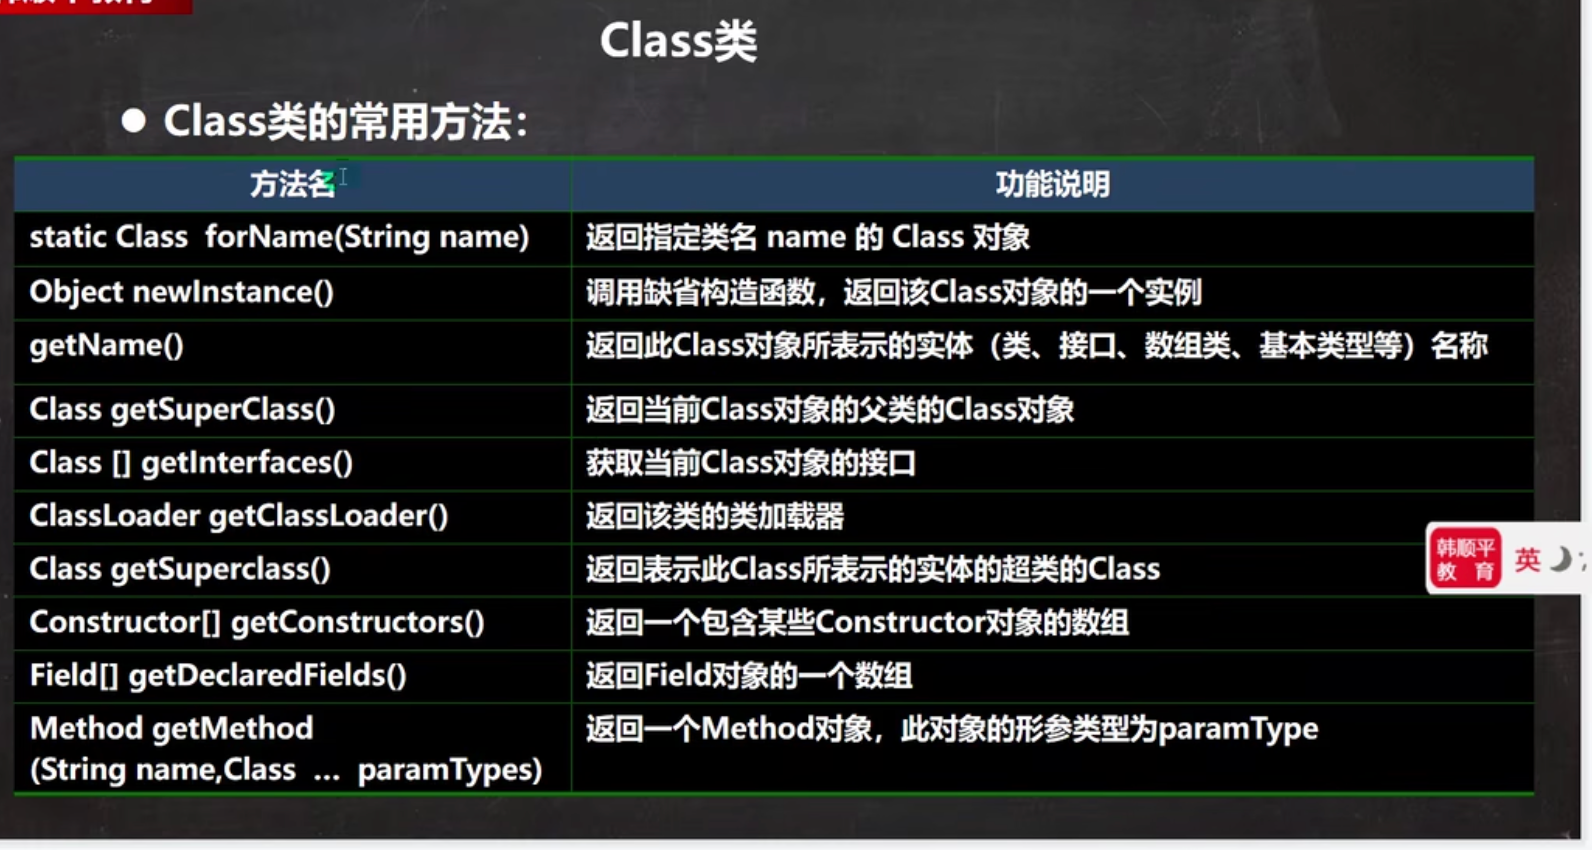 Class类
● Class类的常用方法：
方法名 功能说明
static Class forName(String name) 返回指定类名 name 的 Class 对象
Object newInstance() 调用缺省构造函数，返回该Class对象的一个实例
getName() 返回此Class对象所表示的实体（类、接口、数组类、基本类型等）名称
Class getSuperClass() 返回当前Class对象的父类的Class对象
Class [] getInterfaces() 获取当前Class对象的接口
ClassLoader getClassLoader() 返回该类的类加载器
Class getSuperclass() 返回表示此Class所表示的实体的超类的Class
Constructor[] getConstructors() 返回一个包含某些Constructor对象的数组
Field[] getDeclaredFields() 返回Field对象的一个数组
Method getMethod 返回一个Method对象，此对象的形参类型为paramType
(String name,Class … paramTypes)
韩顺平
教 育
英